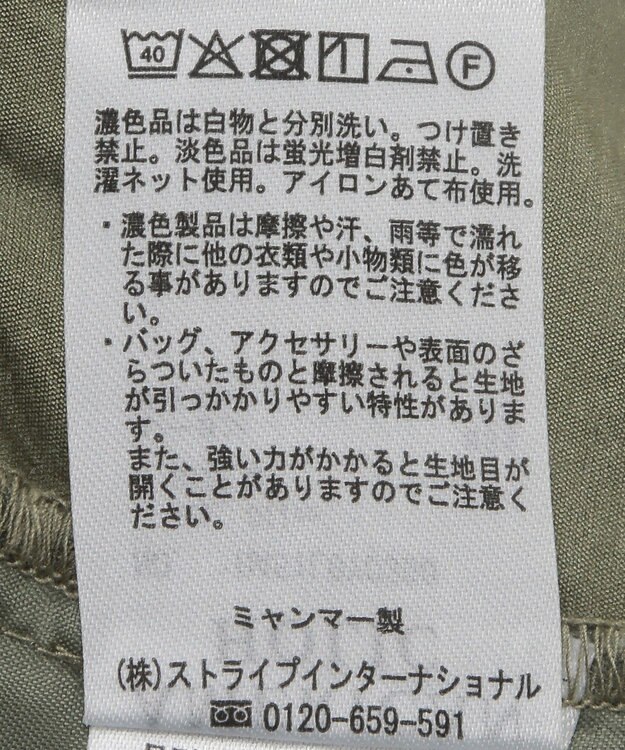 40 F
濃色品は白物と分別洗い。つけ置き
禁止。淡色品は蛍光増白剤禁止。洗
濯ネット使用。アイロンあて布使用。
・濃色製品は摩擦や汗、雨等で濡れ
た際に他の衣類や小物類に色が移
る事がありますのでご注意くださ
い。
・バッグ、アクセサリーや表面のざ
らついたものと摩擦されると生地
が引っかかりやすい特性がありま
す。
また、強い力がかかると生地目が
開くことがありますのでご注意く
ださい。
ミャンマー製
(株)ストライプインターナショナル
0120-659-591